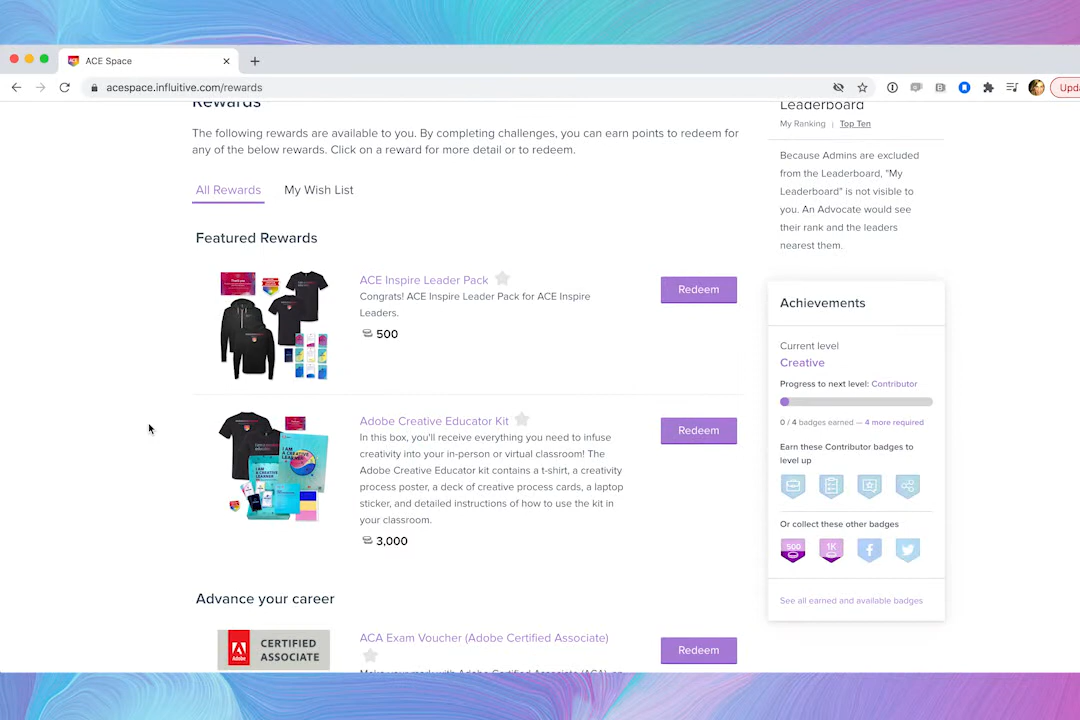 ACE Space
acespace.influitive.com/rewards
Rewards
The following rewards are available to you. By completing challenges, you can earn points to redeem for
any of the below rewards. Click on a reward for more detail or to redeem.
All Rewards
My Wish List
Featured Rewards
ACE Inspire Leader Pack
Congrats! ACE Inspire Leader Pack for ACE Inspire
Leaders.
500
Redeem
Adobe Creative Educator Kit
In this box, you'll receive everything you need to infuse
creativity into your in-person or virtual classroom! The
Adobe Creative Educator kit contains a t-shirt, a creativity
process poster, a deck of creative process cards, a laptop
sticker, and detailed instructions of how to use the kit in
your classroom.
3,000
Redeem
I AM
A CREATIVE
LEARNER
Advance your career
Adobe
CERTIFIED
ASSOCIATE
ACA Exam Voucher (Adobe Certified Associate)
Redeem
Leaderboard
My Ranking | Top Ten
Because Admins are excluded
from the Leaderboard, "My
Leaderboard" is not visible to
you. An Advocate would see
their rank and the leaders
nearest them.
Achievements
Current level
Creative
Progress to next level: Contributor
0 / 4 badges earned — 4 more required
Earn these Contributor badges to
level up
Or collect these other badges
500
1K
See all earned and available badges